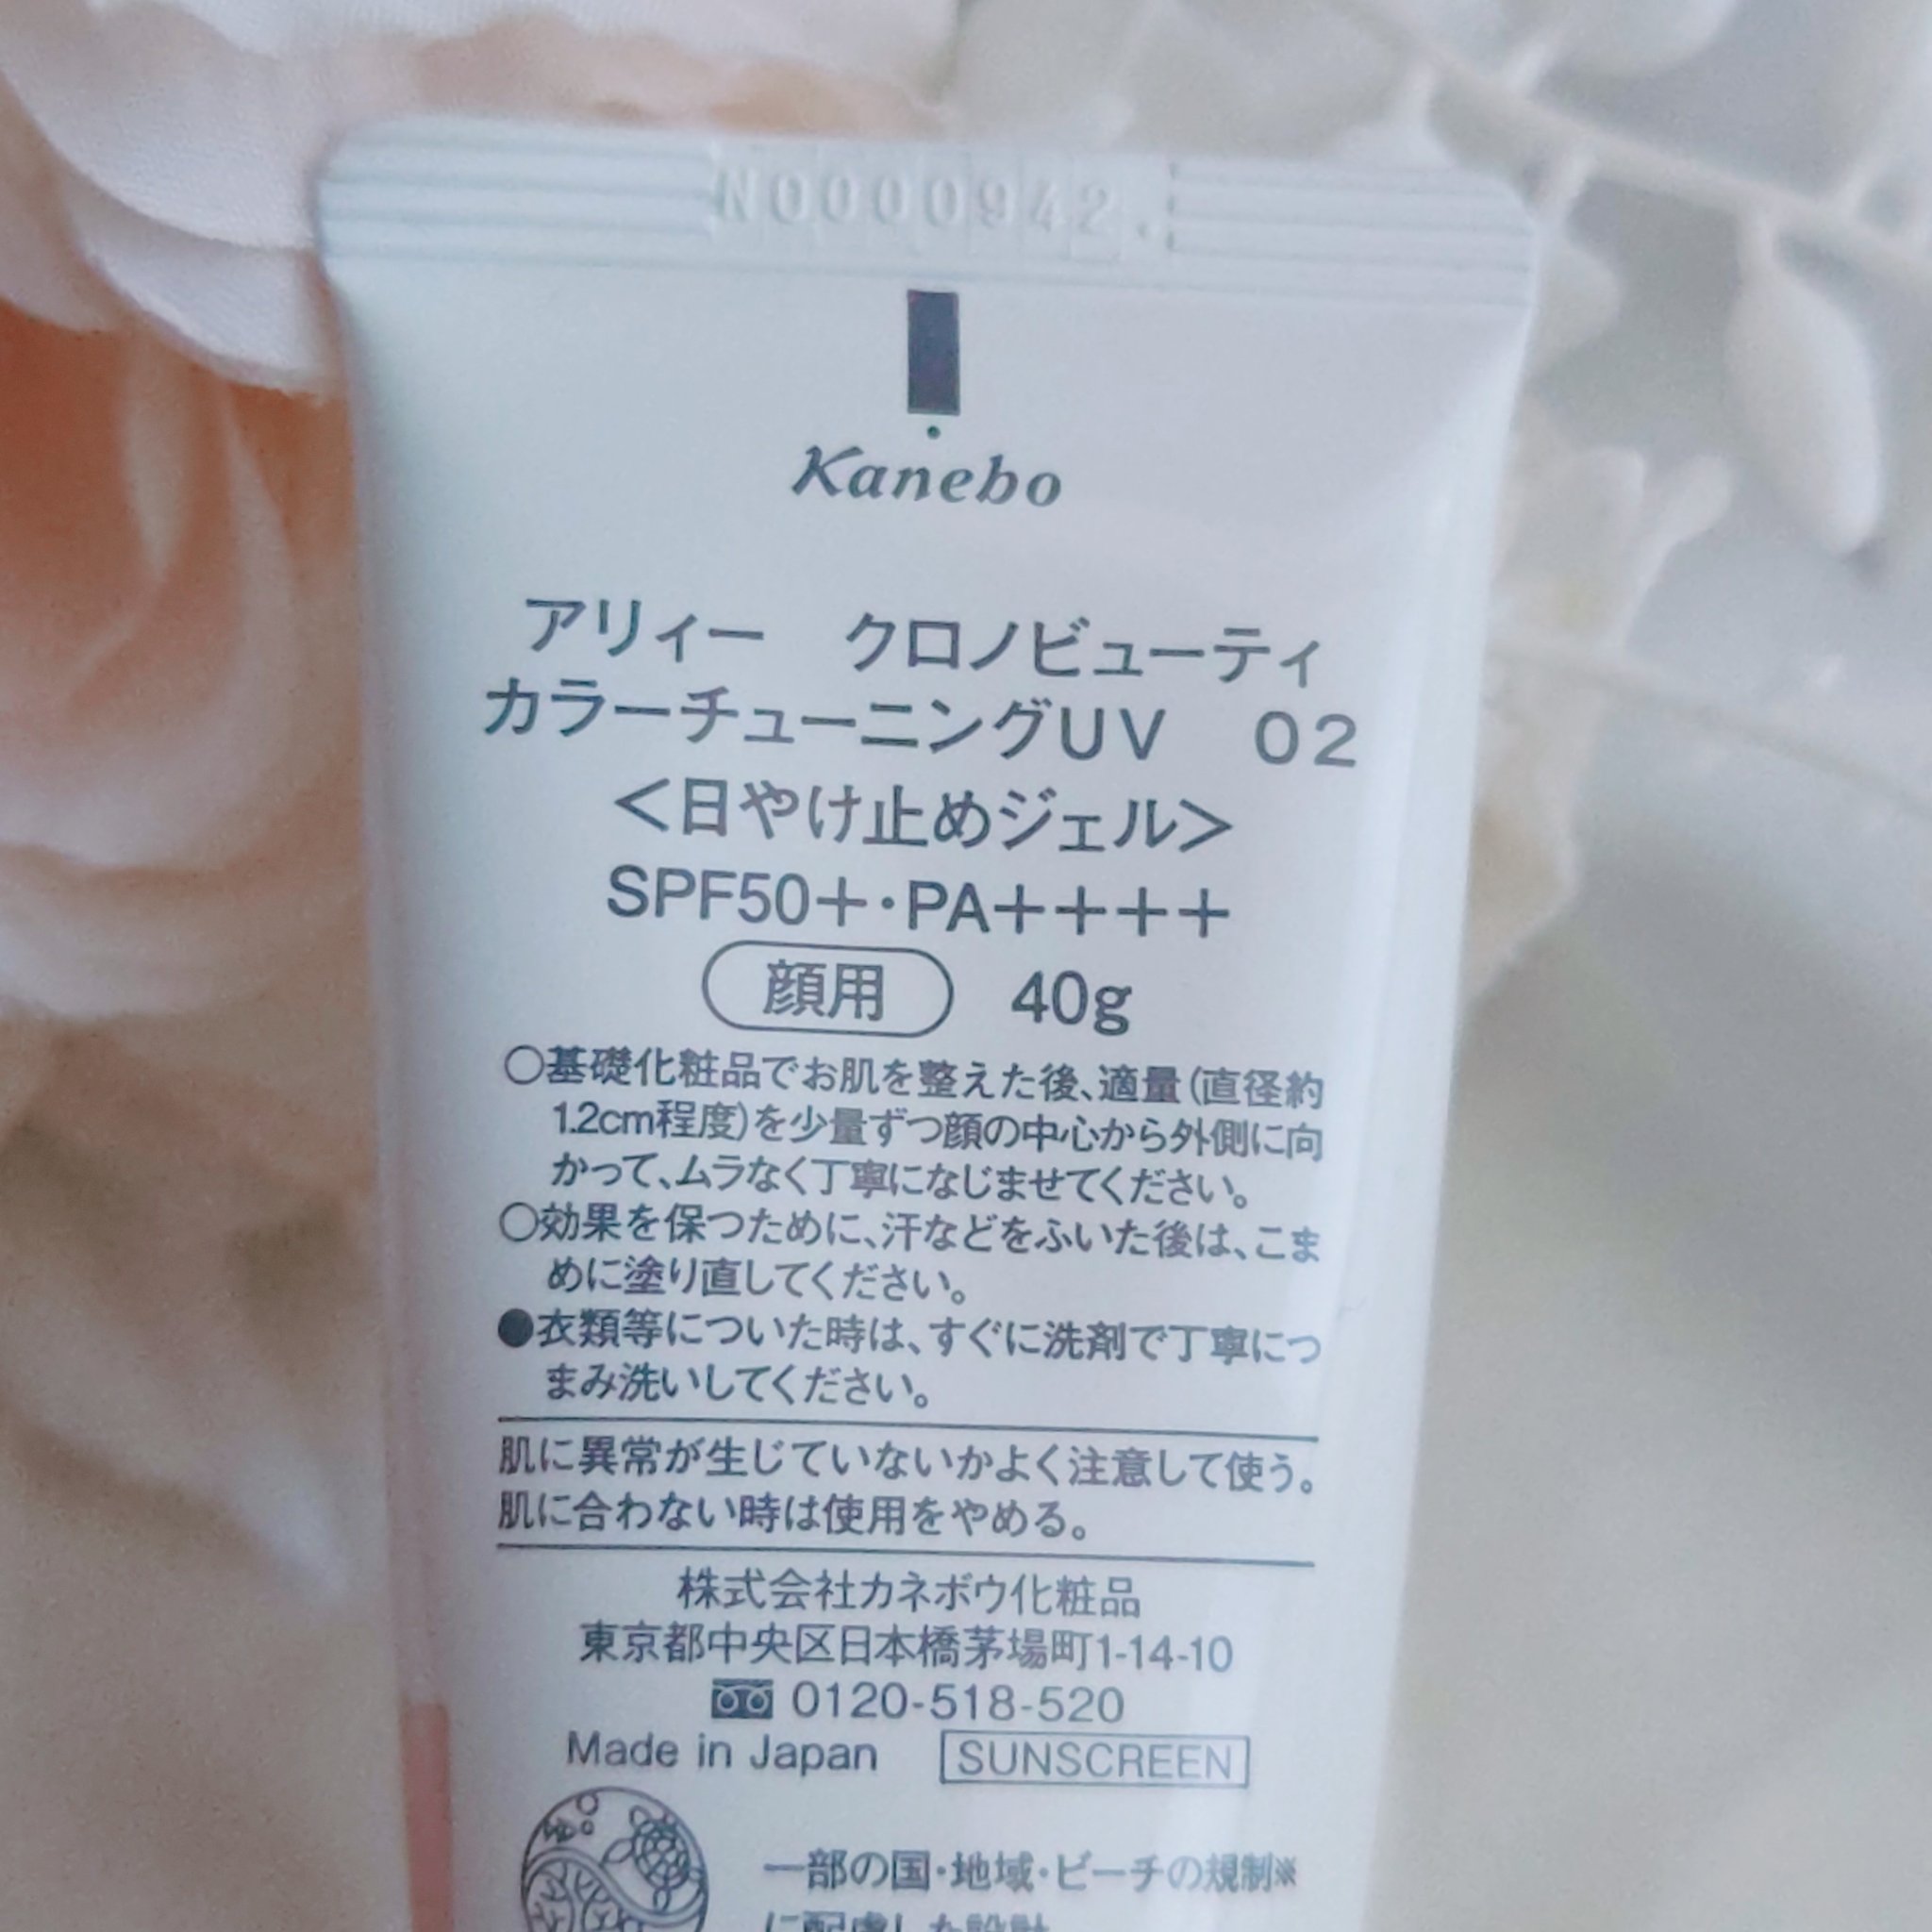 N0000942.
Kanebo
アリィー　クロノビューティ
カラーチューニングUV　02
＜日やけ止めジェル＞
SPF50+・PA++++
顔用　40g
○基礎化粧品でお肌を整えた後、適量(直径約
1.2cm程度)を少量ずつ顔の中心から外側に向
かって、ムラなく丁寧になじませてください。
○効果を保つために、汗などをふいた後は、こま
めに塗り直してください。
●衣類等についた時は、すぐに洗剤で丁寧につ
まみ洗いしてください。
肌に異常が生じていないかよく注意して使う。
肌に合わない時は使用をやめる。
株式会社カネボウ化粧品
東京都中央区日本橋茅場町1-14-10
0120-518-520
Made in Japan　SUNSCREEN
一部の国・地域・ビーチの規制※
に配慮した設計